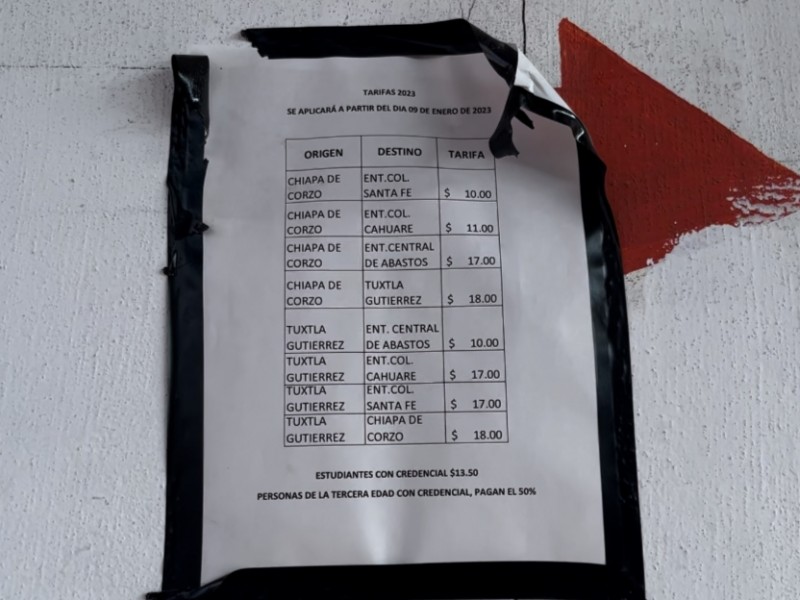 TARIFAS 2023
SE APLICARÁ A PARTIR DEL DIA 09 DE ENERO DE 2023
ORIGEN DESTINO TARIFA
CHIAPA DE CORZO ENT.COL. SANTA FE $ 10.00
CHIAPA DE CORZO ENT.COL. CAHUARE $ 11.00
CHIAPA DE CORZO ENT.CENTRAL DE ABASTOS $ 17.00
CHIAPA DE CORZO TUXTLA GUTIERREZ $ 18.00
TUXTLA GUTIERREZ ENT. CENTRAL DE ABASTOS $ 10.00
TUXTLA GUTIERREZ ENT.COL. CAHUARE $ 17.00
TUXTLA GUTIERREZ ENT.COL. SANTA FE $ 17.00
TUXTLA GUTIERREZ CHIAPA DE CORZO $ 18.00
ESTUDIANTES CON CREDENCIAL $13.50
PERSONAS DE LA TERCERA EDAD CON CREDENCIAL, PAGAN EL 50%